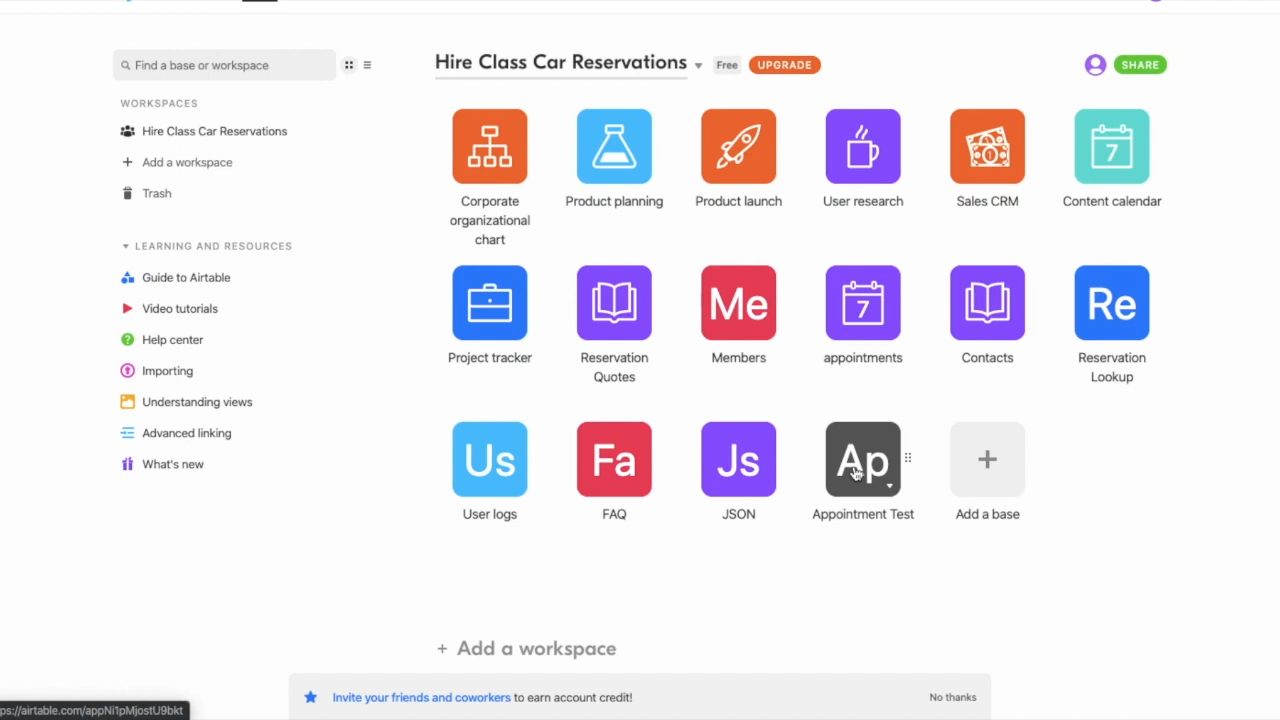 Find a base or workspace
Hire Class Car Reservations
Free
UPGRADE
SHARE
WORKSPACES
Hire Class Car Reservations
Add a workspace
Trash
LEARNING AND RESOURCES
Guide to Airtable
Video tutorials
Help center
Importing
Understanding views
Advanced linking
What's new
Corporate
organizational
chart
Product planning
Product launch
User research
1
Sales CRM
7
Content calendar
Project tracker
Reservation
Quotes
Me
Members
7
appointments
Contacts
Re
Reservation
Lookup
Us
User logs
Fa
FAQ
Js
JSON
Ap
Appointment Test
+
Add a base
+ Add a workspace
Invite your friends and coworkers to earn account credit!
No thanks
ps://airtable.com/appNi1pMjostU9bkt